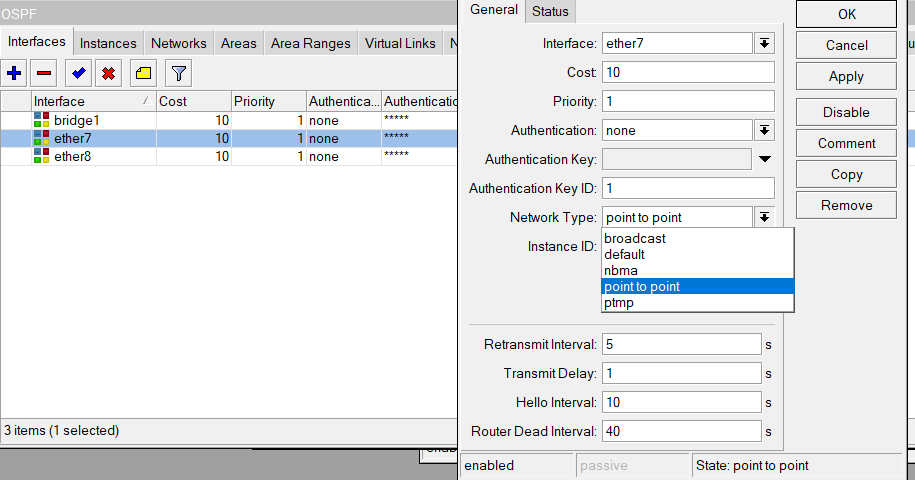 OSPF
Interfaces Instances Networks Areas Area Ranges Virtual Links N
Interface Cost Priority Authentica... Authenticatio
bridge1 10 1 none *****
ether7 10 1 none *****
ether8 10 1 none *****
3 items (1 selected)
General Status
Interface: ether7
Cost: 10
Priority: 1
Authentication: none
Authentication Key:
Authentication Key ID: 1
Network Type: point to point
broadcast
default
nbma
point to point
ptmp
Instance ID:
Retransmit Interval: 5 s
Transmit Delay: 1 s
Hello Interval: 10 s
Router Dead Interval: 40 s
enabled passive State: point to point
OK
Cancel
Apply
Disable
Comment
Copy
Remove